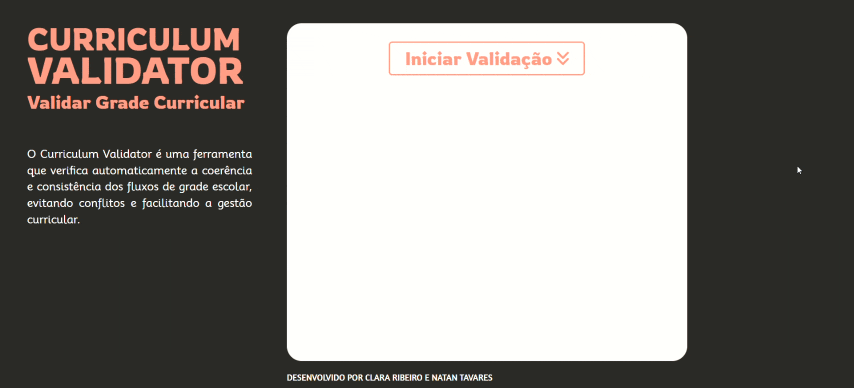 CURRICULUM
VALIDATOR
Validar Grade Curricular
O Curriculum Validator é uma ferramenta
que verifica automaticamente a coerência
e consistência dos fluxos de grade escolar,
evitando conflitos e facilitando a gestão
curricular.
Iniciar Validação
DESENVOLVIDO POR CLARA RIBEIRO E NATAN TAVARES